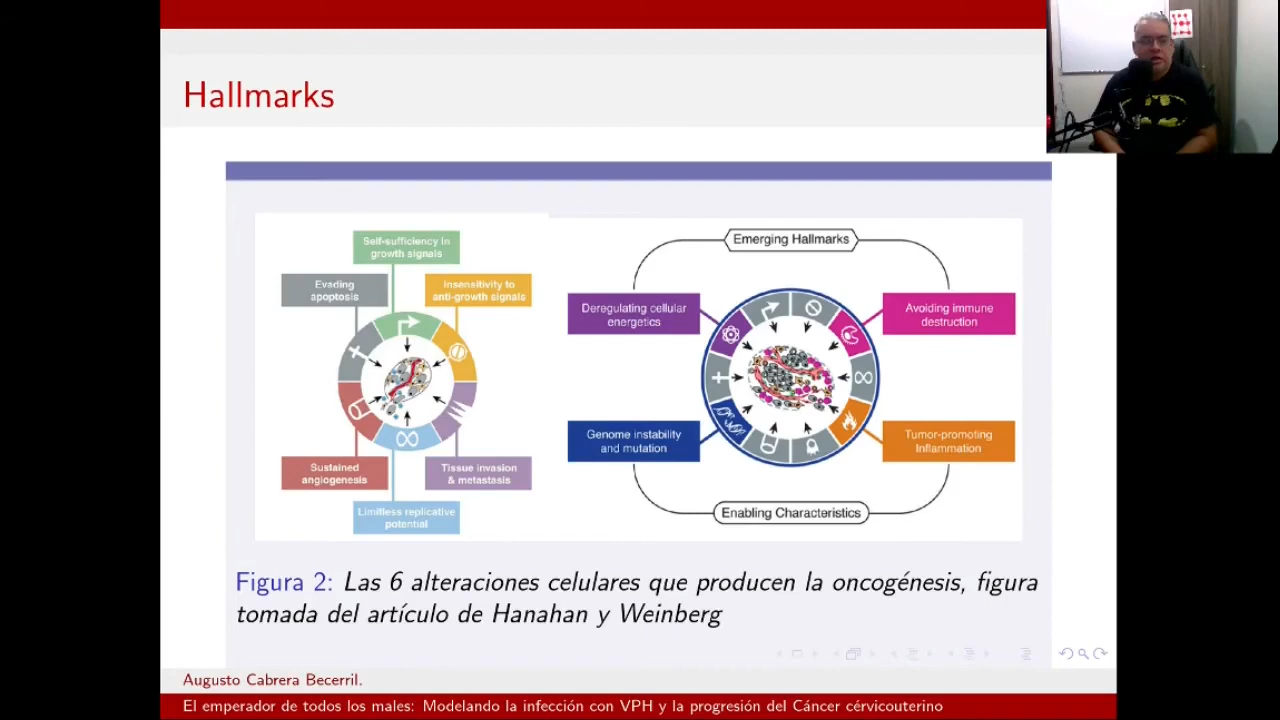 Hallmarks
Self-sufficiency in
growth signals
Evading
apoptosis
Insensitivity to
anti-growth signals
Sustained
angiogenesis
Tissue invasion
& metastasis
Limitless replicative
potential
Emerging Hallmarks
Deregulating cellular
energetics
Avoiding immune
destruction
Genome instability
and mutation
Tumor-promoting
Inflammation
Enabling Characteristics
Figura 2: Las 6 alteraciones celulares que producen la oncogénesis, figura
tomada del artículo de Hanahan y Weinberg
Augusto Cabrera Becerril.
El emperador de todos los males: Modelando la infección con VPH y la progresión del Cáncer cérvicouterino